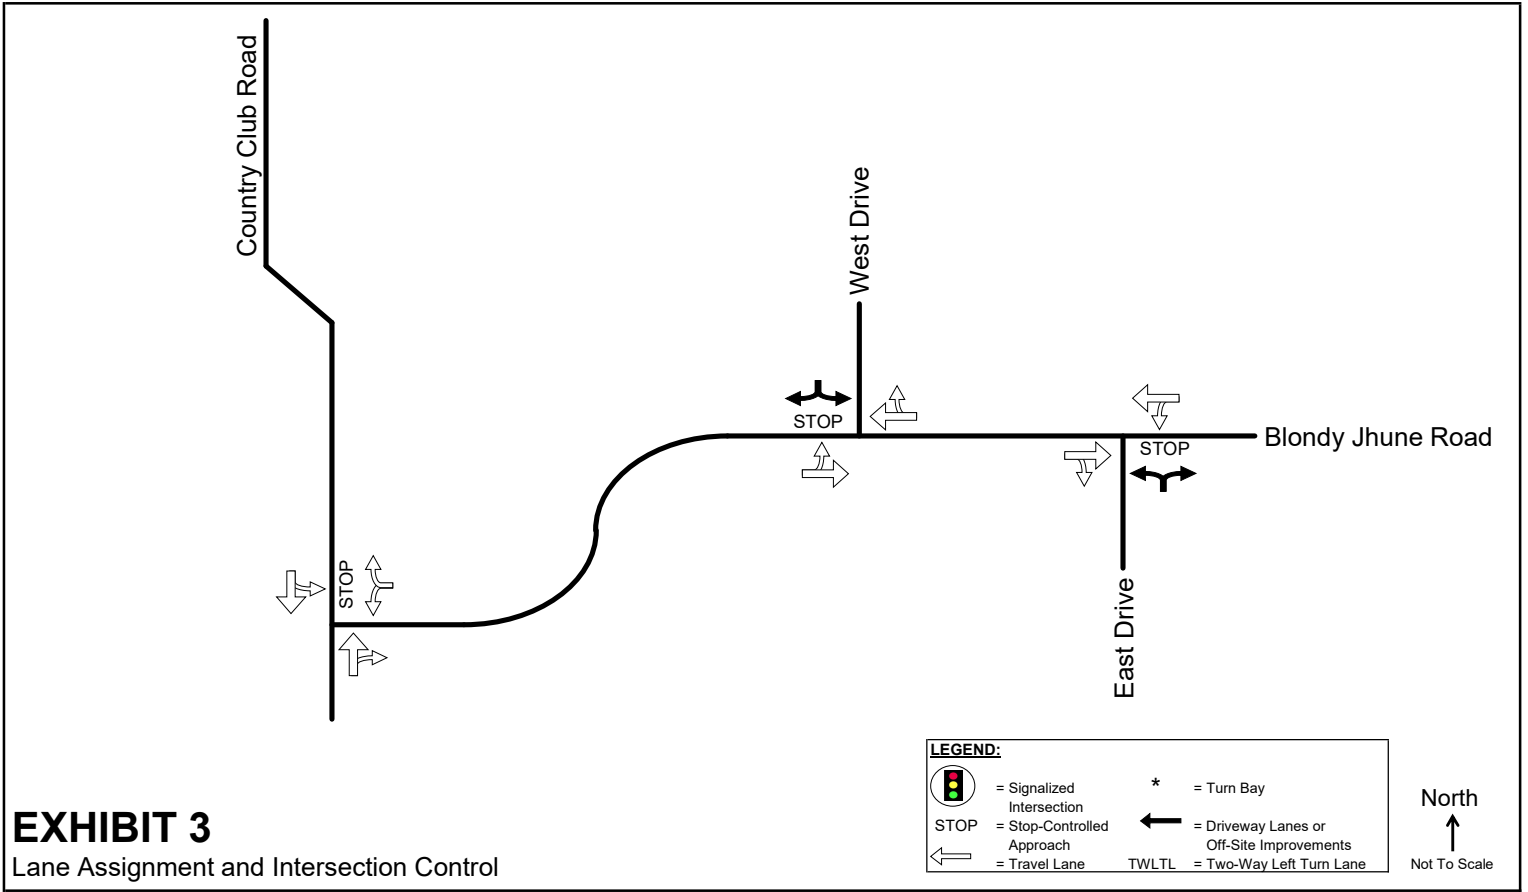 Country Club Road
West Drive
STOP
STOP
Blondy Jhune Road
STOP
East Drive
LEGEND:
= Signalized
Intersection
* = Turn Bay
STOP = Stop-Controlled
Approach
= Driveway Lanes or
Off-Site Improvements
= Travel Lane
TWLTL = Two-Way Left Turn Lane
North
Not To Scale
EXHIBIT 3
Lane Assignment and Intersection Control